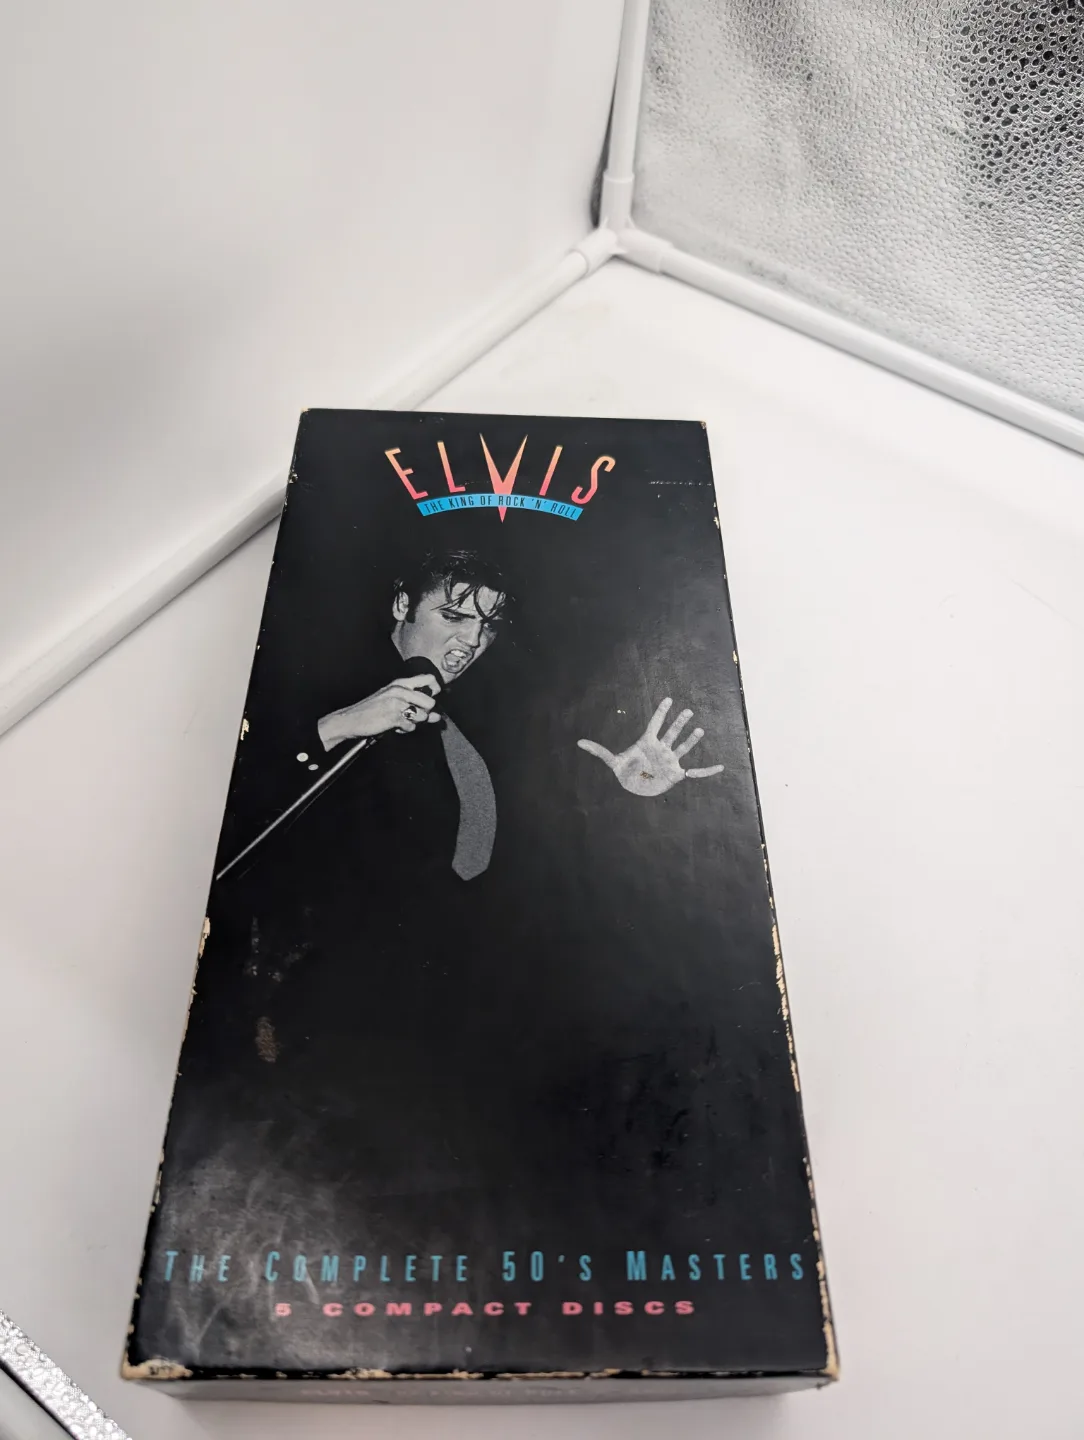 ELVIS
THE KING OF ROCK 'N' ROLL
THE COMPLETE 50'S MASTERS
5 COMPACT DISCS